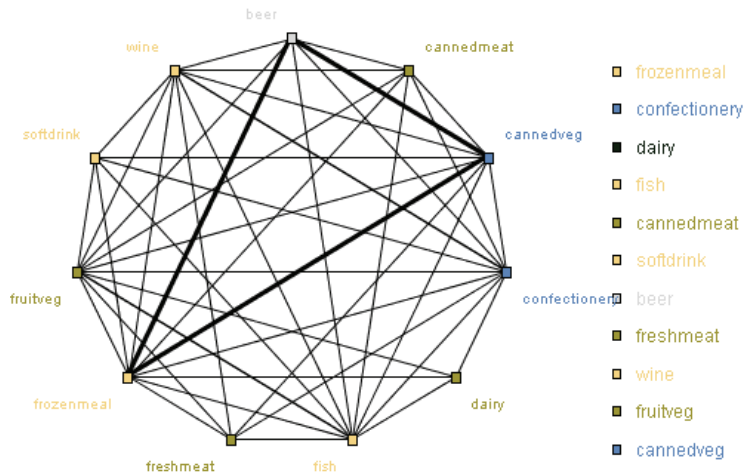 beer
wine
cannedmeat
softdrink
cannedveg
fruitveg
confectionery
frozenmeal
dairy
freshmeat
fish
frozenmeal
confectionery
dairy
fish
cannedmeat
softdrink
beer
freshmeat
wine
fruitveg
cannedveg